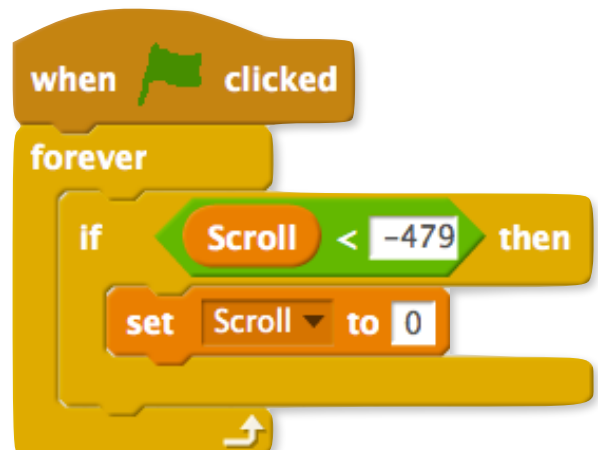 when clicked
forever
if Scroll < -479 then
set Scroll to 0